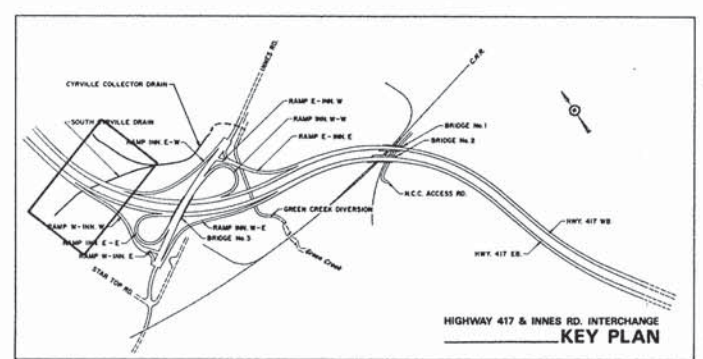 INNES RD.
C.N.R.
CYRVILLE COLLECTOR DRAIN
RAMP E-INN. W
SOUTH CYRVILLE DRAIN
RAMP INN. W-W
RAMP INN. E-W
RAMP E-INN. E
BRIDGE No. 1
BRIDGE No. 2
N.C.C. ACCESS RD.
GREEN CREEK DIVERSION
RAMP W-INN. W
RAMP INN. W-E
HWY. 417 WB.
RAMP INN E-E
BRIDGE No. 3
Green Creek
RAMP W-INN. E
HWY. 417 EB.
STAR TOP RD.
HIGHWAY 417 & INNES RD. INTERCHANGE
KEY PLAN